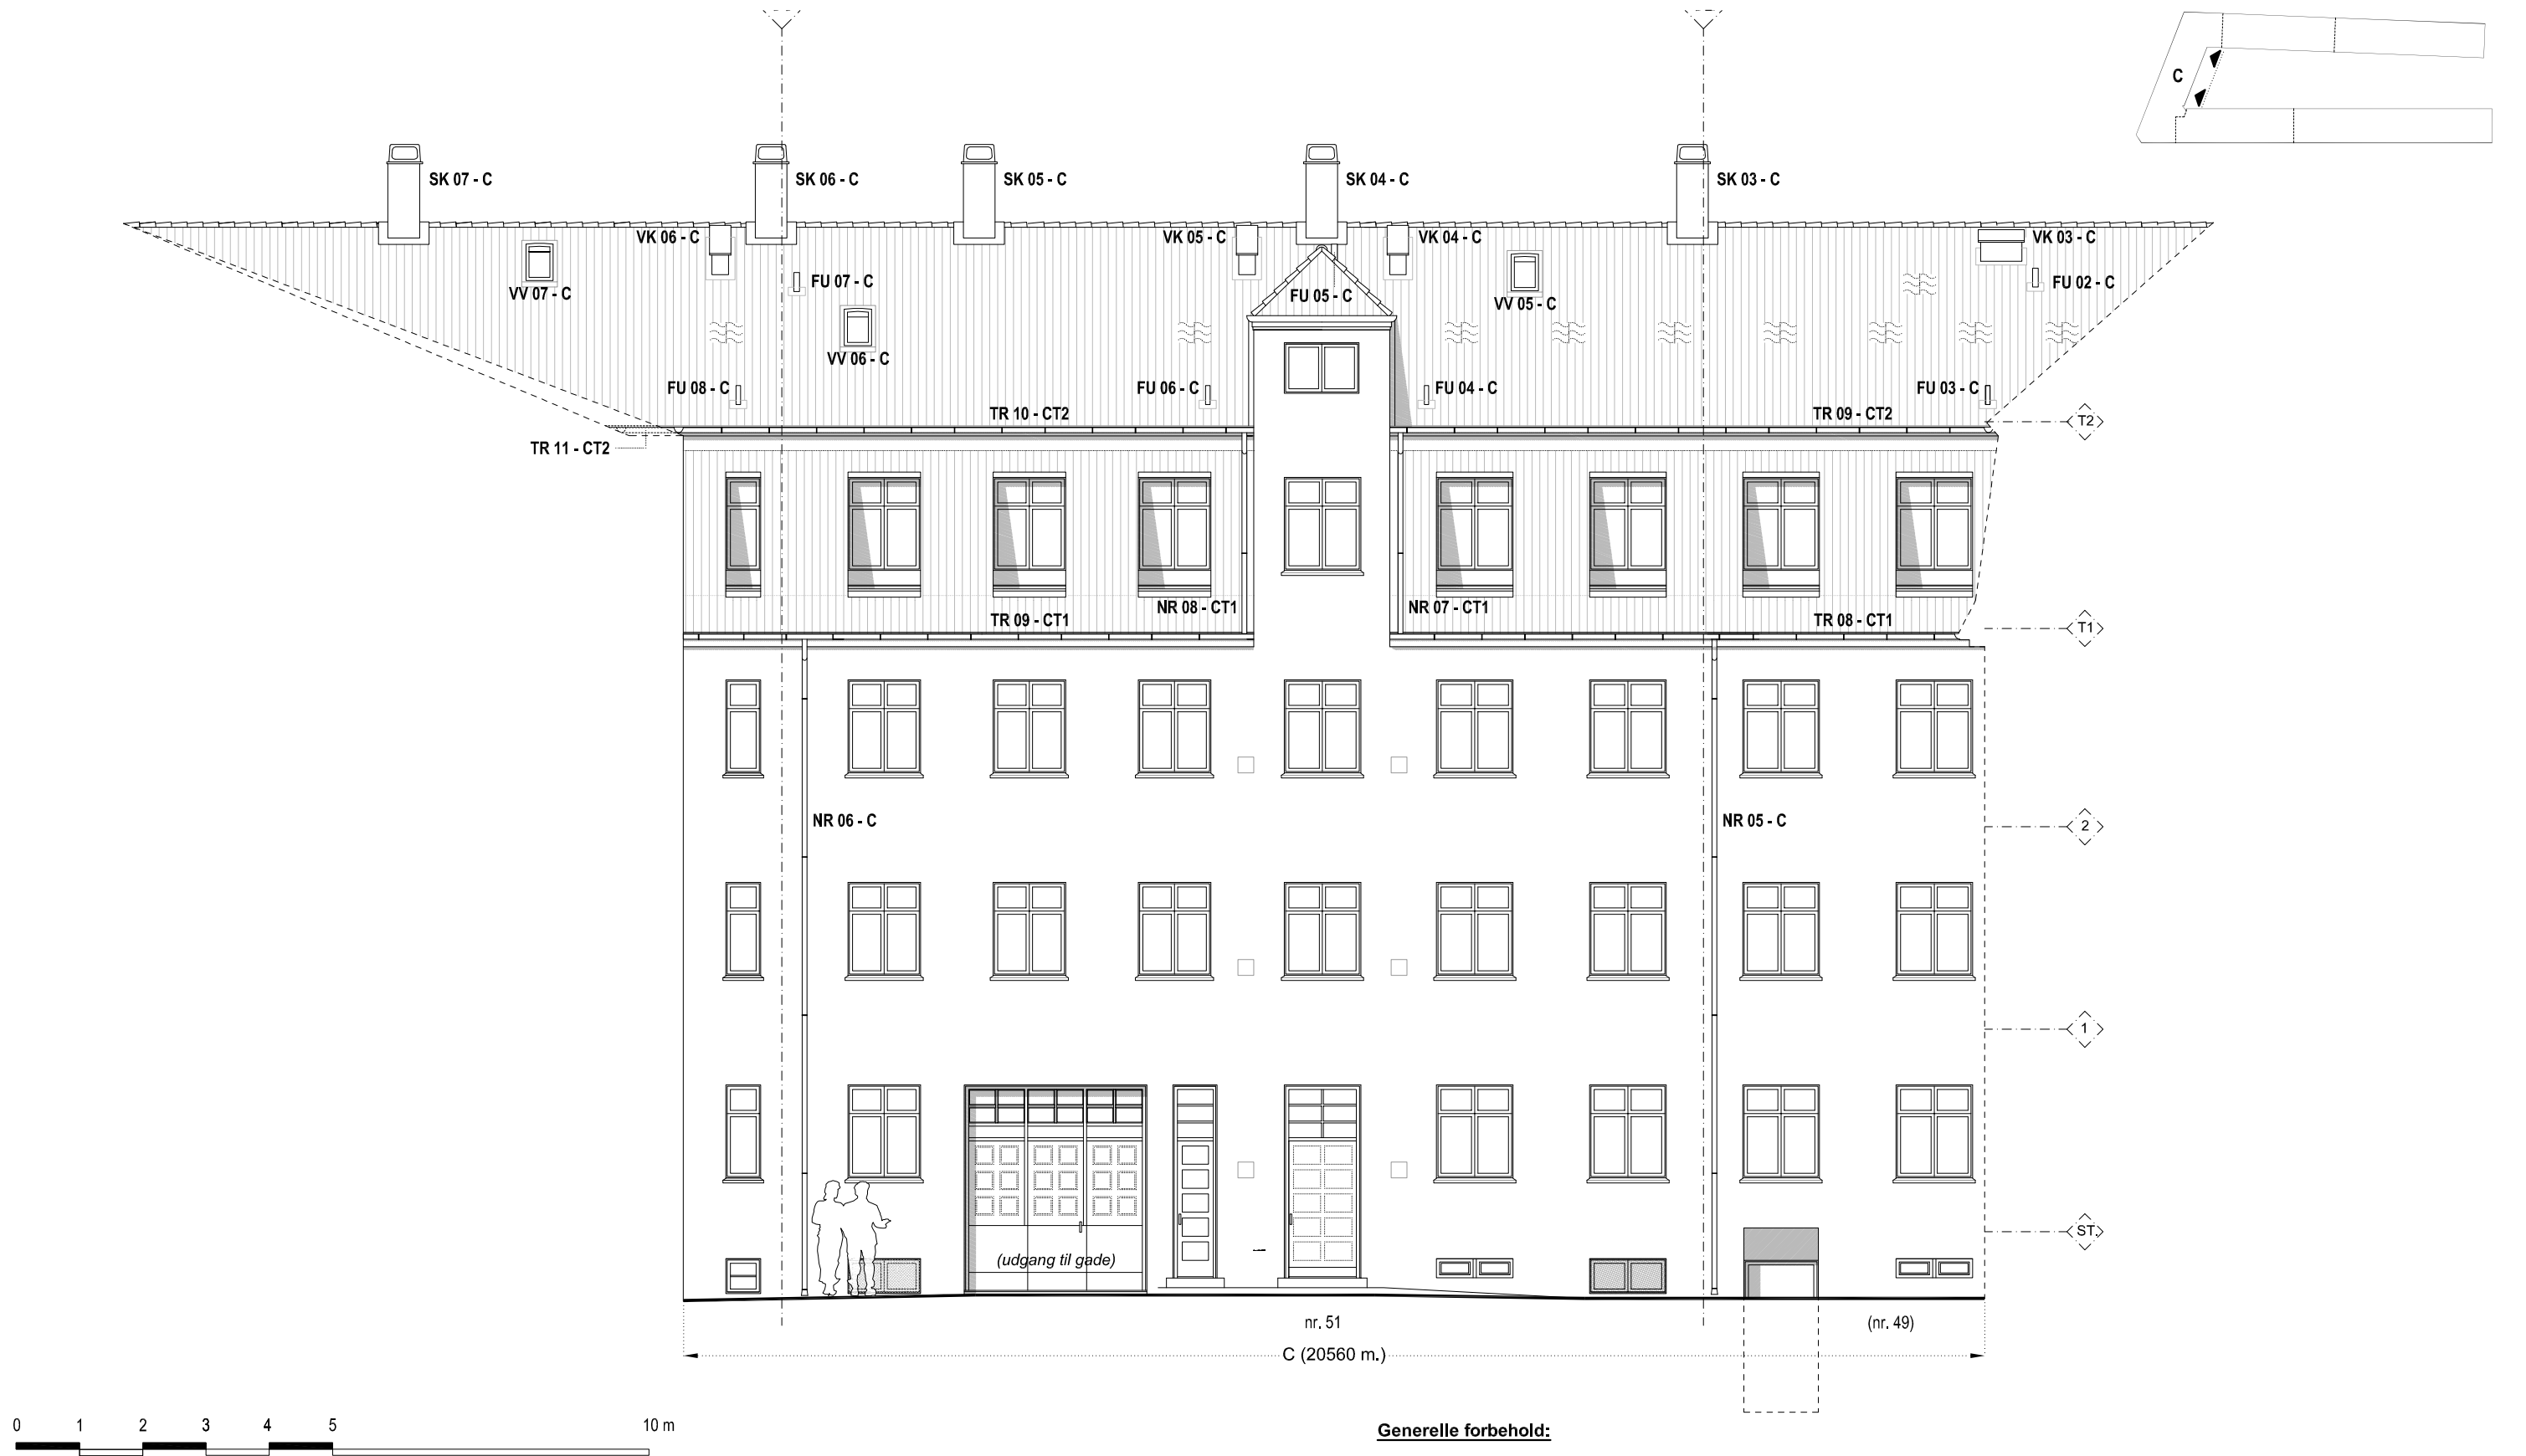 C
SK 07 - C
SK 06 - C
SK 05 - C
SK 04 - C
SK 03 - C
VK 06 - C
VK 05 - C
VK 04 - C
VK 03 - C
VV 07 - C
FU 07 - C
FU 05 - C
VV 05 - C
FU 02 - C
VV 06 - C
FU 08 - C
FU 06 - C
FU 04 - C
FU 03 - C
TR 10 - CT2
TR 09 - CT2
T2
TR 11 - CT2
NR 08 - CT1
NR 07 - CT1
TR 09 - CT1
TR 08 - CT1
T1
NR 06 - C
NR 05 - C
2
1
ST.
(udgang til gade)
nr. 51
(nr. 49)
C (20560 m.)
0 1 2 3 4 5 10 m
Generelle forbehold: